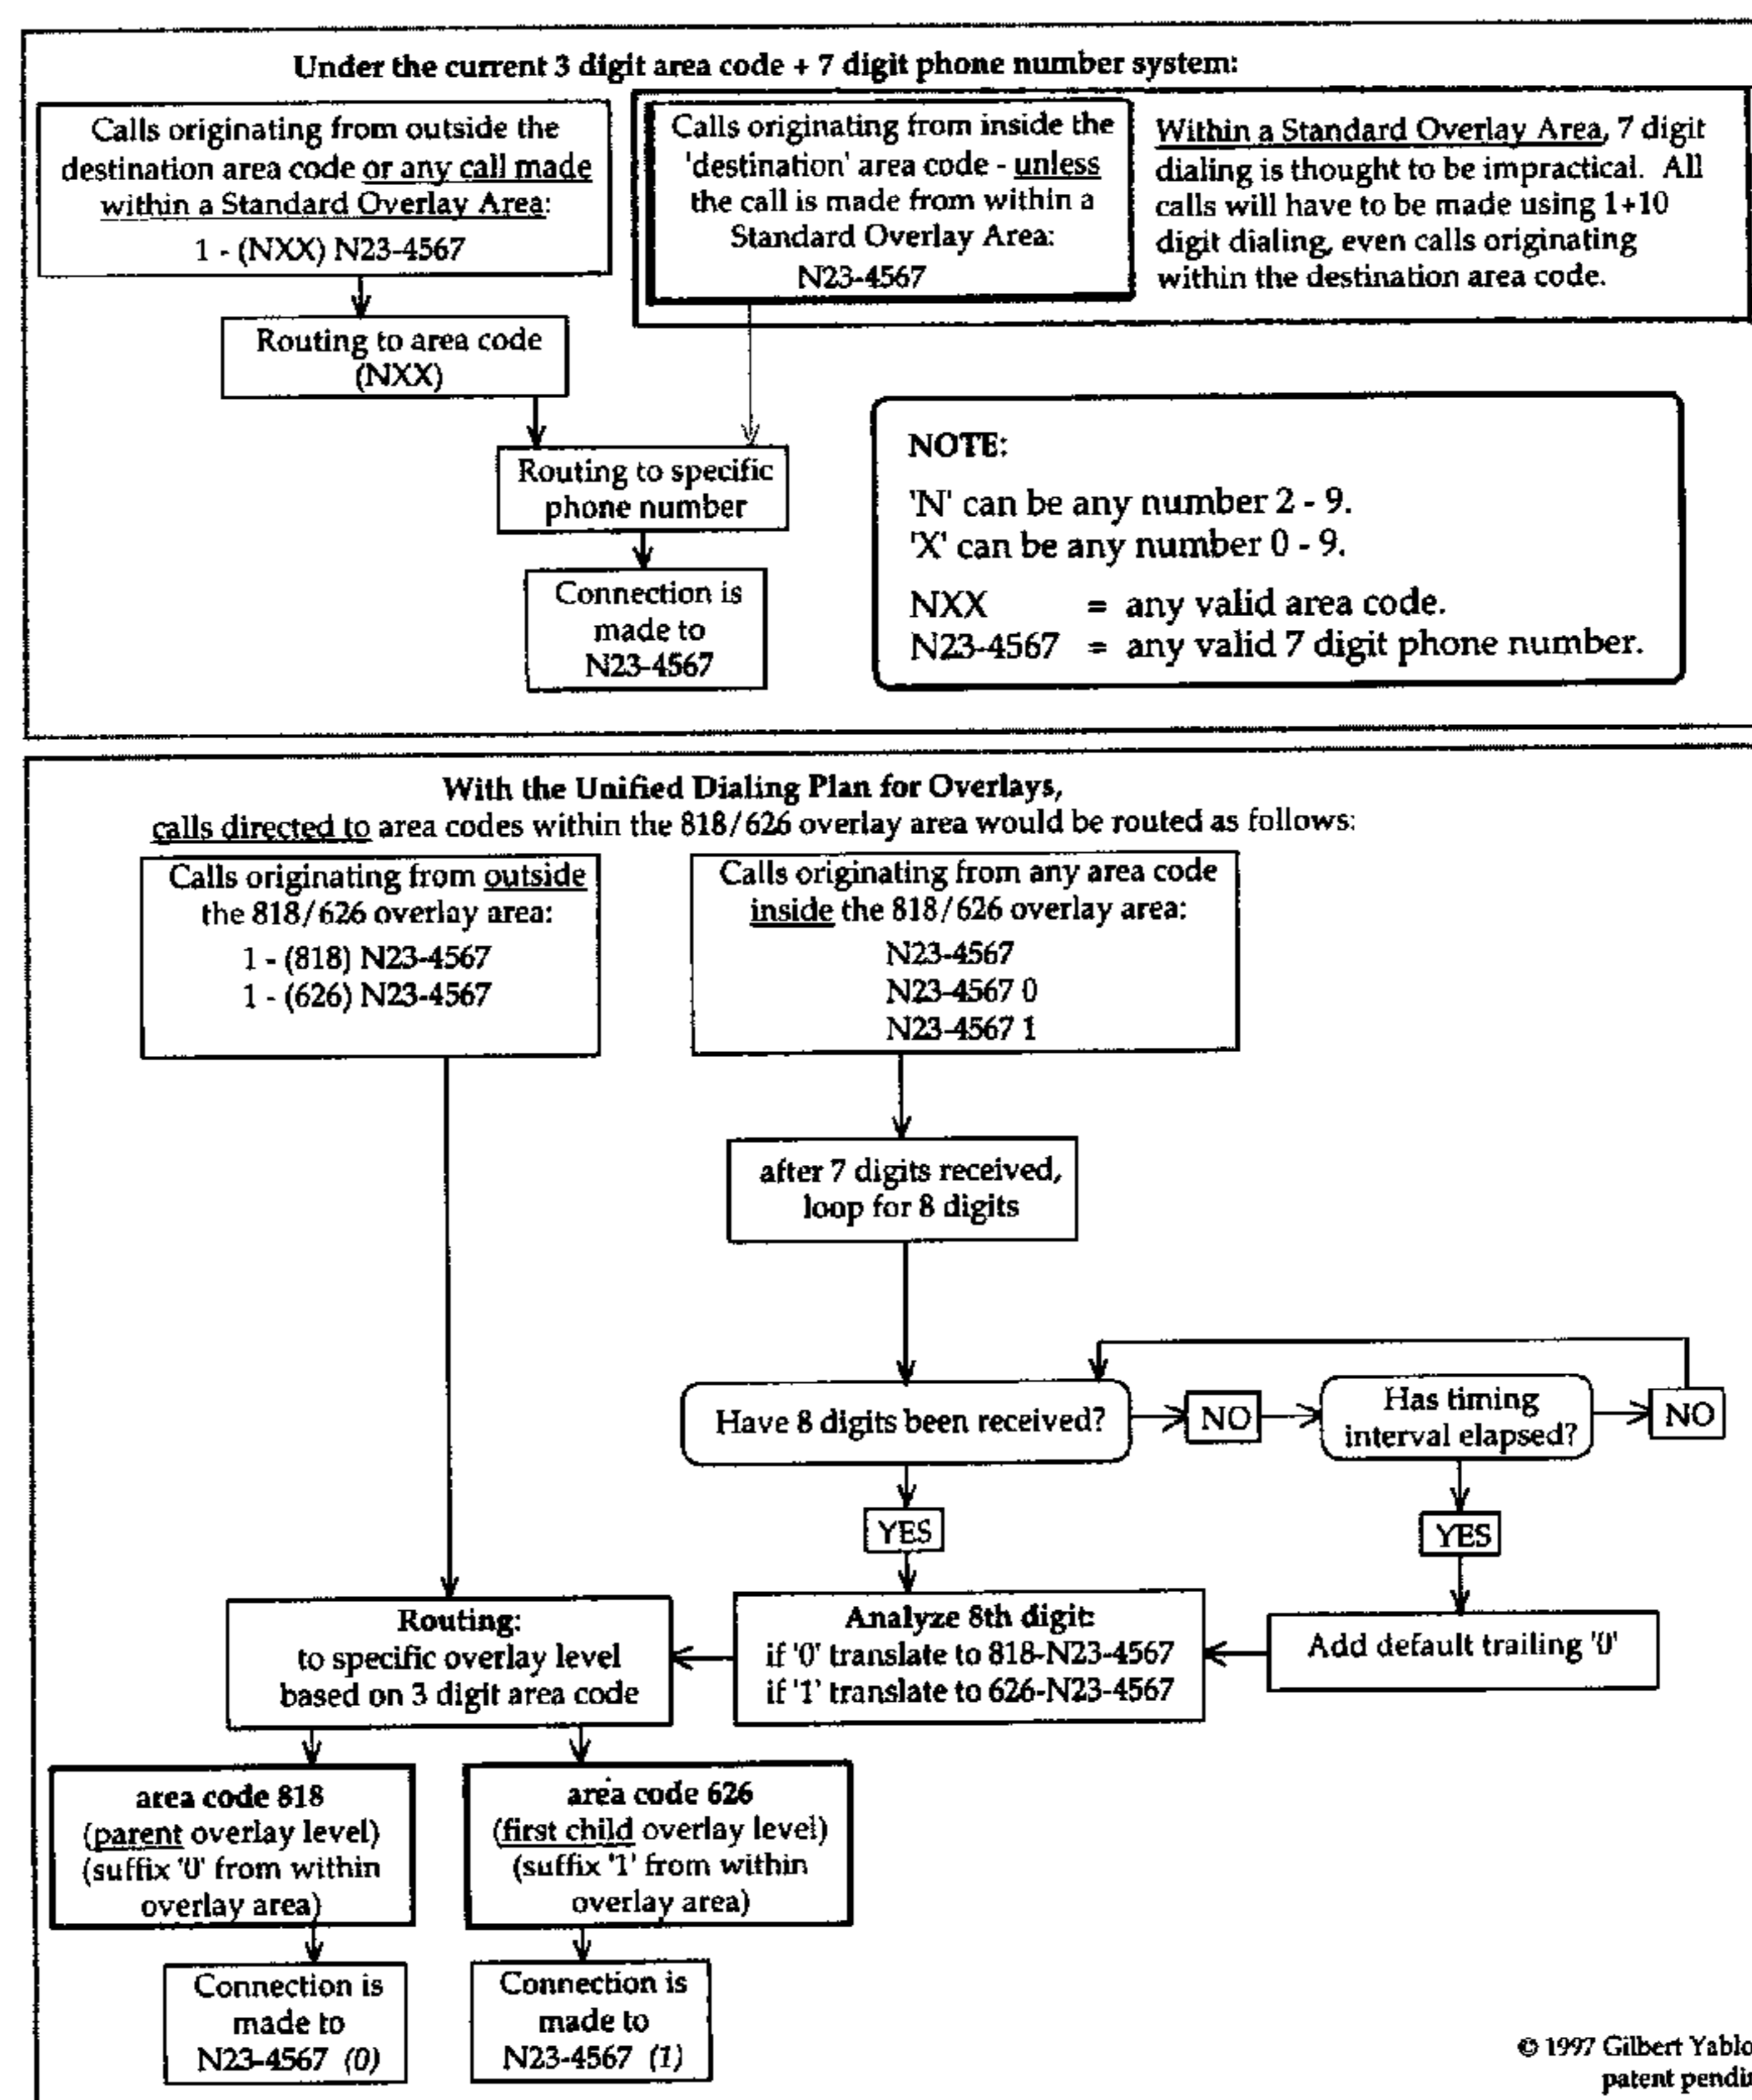 Under the current 3 digit area code + 7 digit phone number system:
Calls originating from outside the
destination area code or any call made
within a Standard Overlay Area:
1 - (NXX) N23-4567
Calls originating from inside the
'destination' area code - unless
the call is made from within a
Standard Overlay Area:
N23-4567
Within a Standard Overlay Area, 7 digit
dialing is thought to be impractical. All
calls will have to be made using 1+10
digit dialing, even calls originating
within the destination area code.
Routing to area code
(NXX)
Routing to specific
phone number
Connection is
made to
N23-4567
NOTE:
'N' can be any number 2 - 9.
'X' can be any number 0 - 9.
NXX = any valid area code.
N23-4567 = any valid 7 digit phone number.
With the Unified Dialing Plan for Overlays,
calls directed to area codes within the 818/626 overlay area would be routed as follows:
Calls originating from outside
the 818/626 overlay area:
1 - (818) N23-4567
1 - (626) N23-4567
Calls originating from any area code
inside the 818/626 overlay area:
N23-4567
N23-4567 0
N23-4567 1
after 7 digits received,
loop for 8 digits
Have 8 digits been received?
NO
Has timing
interval elapsed?
NO
YES
YES
Routing:
to specific overlay level
based on 3 digit area code
Analyze 8th digit:
if '0' translate to 818-N23-4567
if '1' translate to 626-N23-4567
Add default trailing '0'
area code 818
(parent overlay level)
(suffix '0' from within
overlay area)
area code 626
(first child overlay level)
(suffix '1' from within
overlay area)
Connection is
made to
N23-4567 (0)
Connection is
made to
N23-4567 (1)
© 1997 Gilbert Yablo
patent pendi